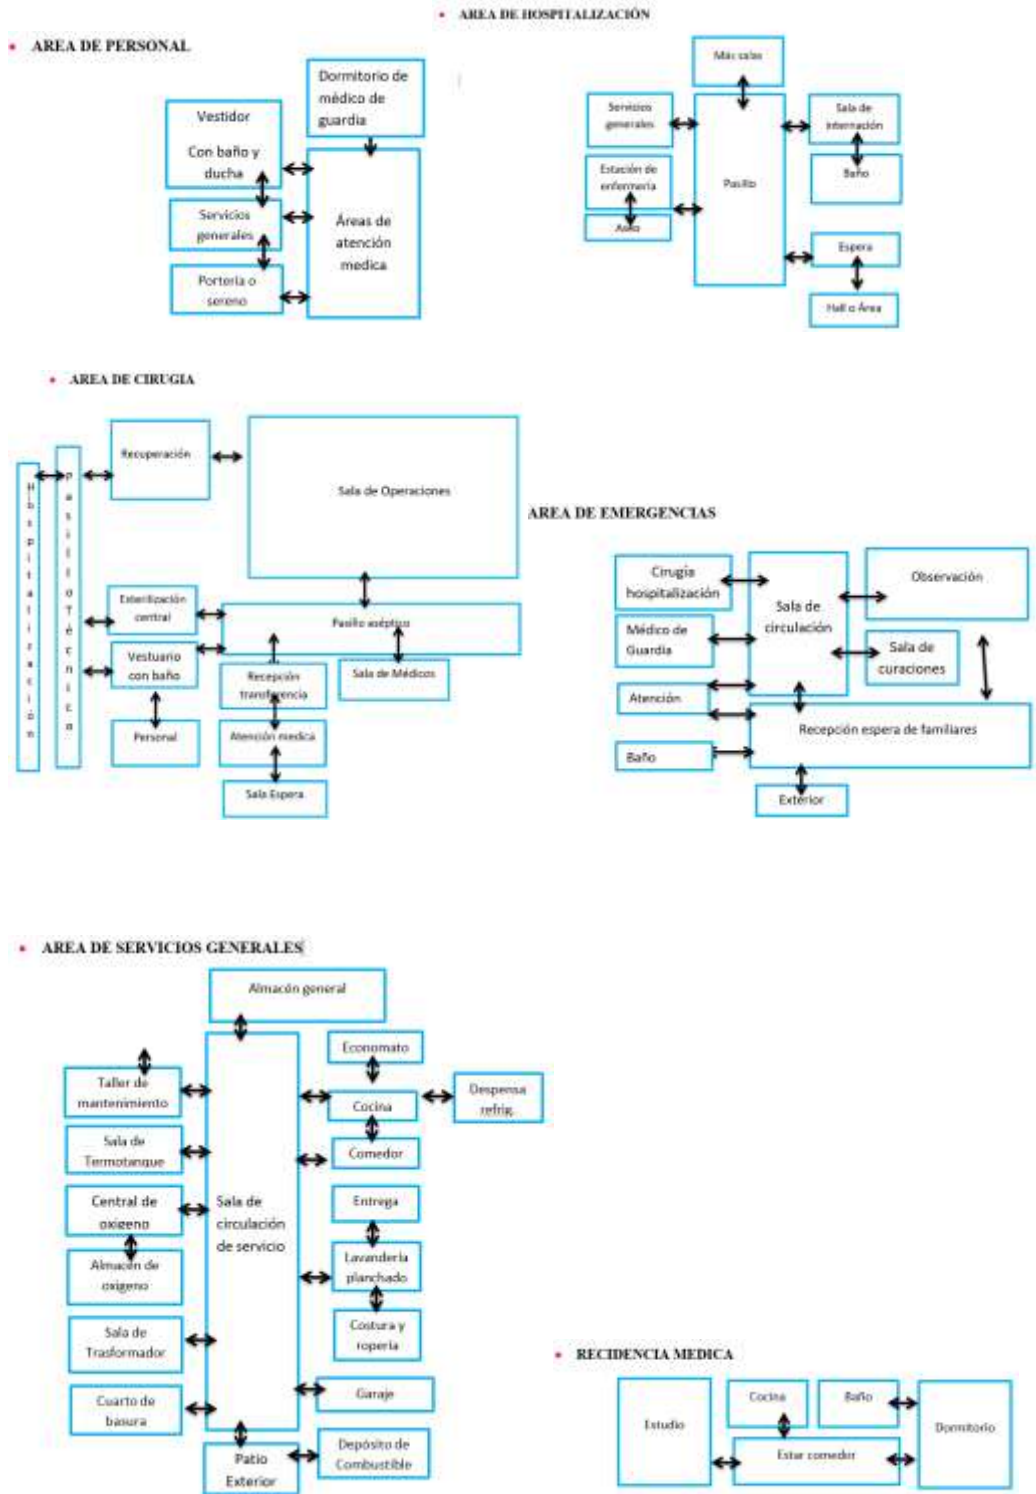 AREA DE HOSPITALIZACIÓN
AREA DE PERSONAL
Dormitorio de
médico de
guardia
Vestidor
Con baño y
ducha
Servicios
generales
Portería o
sereno
Áreas de
atención
medica
Más salas
Servicios
generales
Estación de
enfermería
Aseo
Pasillo
Sala de
internación
Baño
Espera
Hall o Área
AREA DE CIRUGIA
Hospitalización
Pasillo Técnico
Recuperación
Sala de Operaciones
Esterilización
central
Pasillo aséptico
Vestuario
con baño
Recepción
transferencia
Sala de Médicos
Personal
Atención medica
Sala Espera
AREA DE EMERGENCIAS
Cirugía
hospitalización
Médico de
Guardia
Atención
Baño
Sala de
circulación
Observación
Sala de
curaciones
Recepción espera de familiares
Exterior
AREA DE SERVICIOS GENERALES
Almacén general
Taller de
mantenimiento
Sala de
Termotanque
Central de
oxigeno
Almacén de
oxigeno
Sala de
Trasformador
Cuarto de
basura
Sala de
circulación
de servicio
Economato
Cocina
Despensa
refrig.
Comedor
Entrega
Lavandería
planchado
Costura y
ropería
Garaje
Patio
Exterior
Depósito de
Combustible
RECIDENCIA MEDICA
Estudio
Cocina
Baño
Estar comedor
Dormitorio